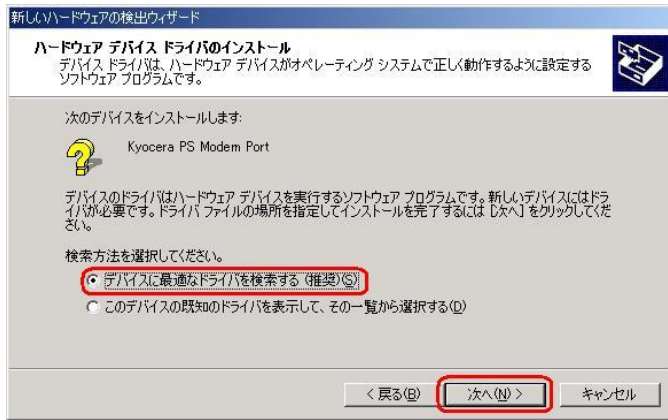 新しいハードウェアの検出ウィザード
ハードウェア デバイス ドライバのインストール
デバイス ドライバは、ハードウェア デバイスがオペレーティング システムで正しく動作するように設定する
ソフトウェア プログラムです。
次のデバイスをインストールします:
Kyocera PS Modem Port
デバイスのドライバはハードウェア デバイスを実行するソフトウェア プログラムです。新しいデバイスにはドラ
イバが必要です。ドライバ ファイルの場所を指定してインストールを完了するには [次へ] をクリックしてくだ
さい。
検索方法を選択してください。
デバイスに最適なドライバを検索する (推奨)(S)
このデバイスの既知のドライバを表示して、その一覧から選択する(D)
< 戻る(B) 次へ(N) > キャンセル